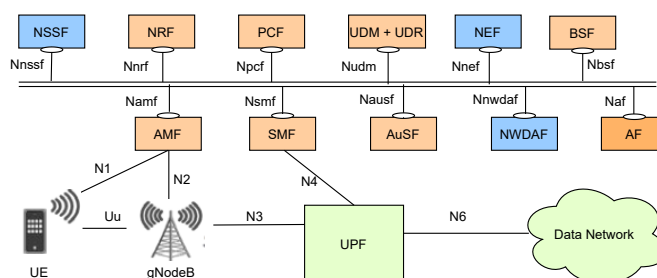 NSSF
NRF
PCF
UDM + UDR
NEF
BSF
Nnssf
Nnrf
Npcf
Nudm
Nnef
Nbsf
Namf
Nsmf
Nausf
Nnwdaf
Naf
AMF
SMF
AuSF
NWDAF
AF
N1
N2
N4
Uu
N3
N6
UPF
Data Network
UE
gNodeB